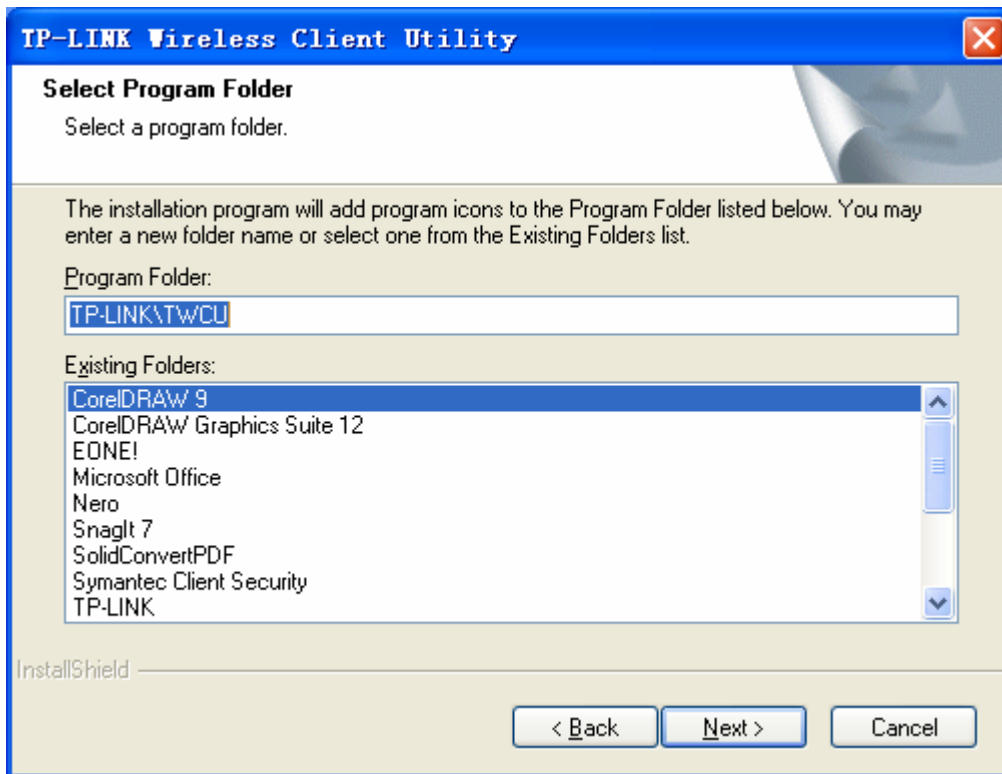 TP-LINK Wireless Client Utility
Select Program Folder
Select a program folder.
The installation program will add program icons to the Program Folder listed below. You may
enter a new folder name or select one from the Existing Folders list.
Program Folder:
TP-LINK\TWCU
Existing Folders:
CorelDRAW 9
CorelDRAW Graphics Suite 12
EONE!
Microsoft Office
Nero
SnagIt 7
SolidConvertPDF
Symantec Client Security
TP-LINK
InstallShield
< Back Next > Cancel